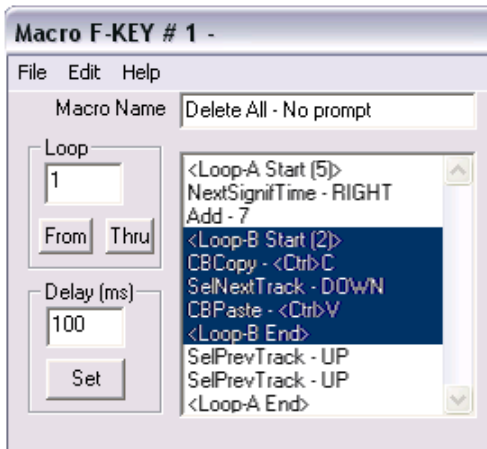 Macro F-KEY # 1 -
File Edit Help
Macro Name Delete All - No prompt
Loop
1
From Thru
Delay (ms)
100
Set
<Loop-A Start (5)>
NextSignifTime - RIGHT
Add - 7
<Loop-B Start (2)>
CBCopy - <Ctrl>C
SelNextTrack - DOWN
CBPaste - <Ctrl>V
<Loop-B End>
SelPrevTrack - UP
SelPrevTrack - UP
<Loop-A End>